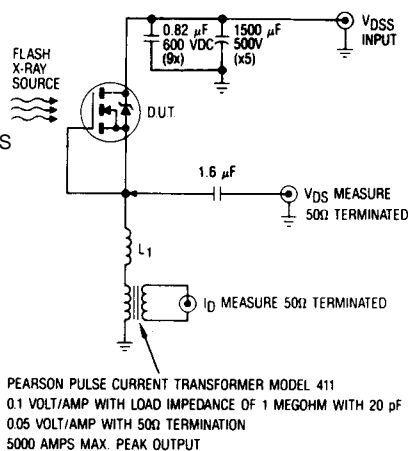 0.82 µF
600 VDC
(9x)
1500 µF
500V
(x5)
VDSS
INPUT
FLASH
X-RAY
SOURCE
D.U.T.
S
1.6 µF
VDS MEASURE
50Ω TERMINATED
L1
ID MEASURE 50Ω TERMINATED
PEARSON PULSE CURRENT TRANSFORMER MODEL 411
0.1 VOLT/AMP WITH LOAD IMPEDANCE OF 1 MEGOHM WITH 20 pF
0.05 VOLT/AMP WITH 50Ω TERMINATION
5000 AMPS MAX. PEAK OUTPUT